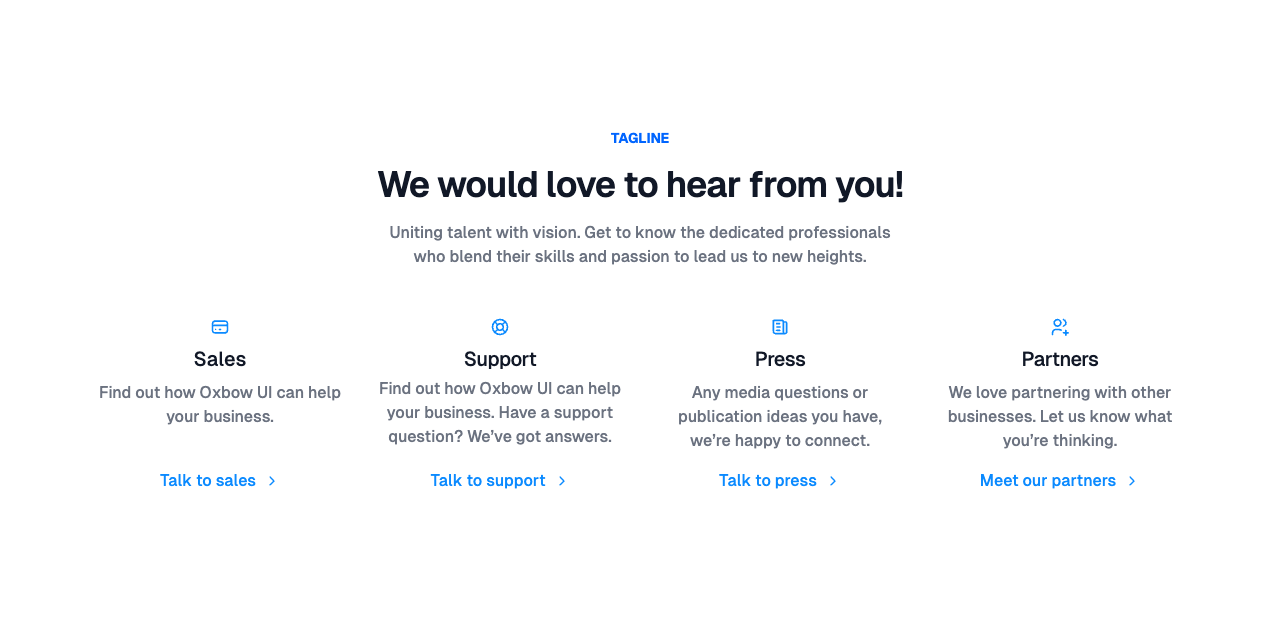 TAGLINE
We would love to hear from you!
Uniting talent with vision. Get to know the dedicated professionals
who blend their skills and passion to lead us to new heights.
Sales
Find out how Oxbow UI can help
your business.
Talk to sales
Support
Find out how Oxbow UI can help
your business. Have a support
question? We’ve got answers.
Talk to support
Press
Any media questions or
publication ideas you have,
we’re happy to connect.
Talk to press
Partners
We love partnering with other
businesses. Let us know what
you’re thinking.
Meet our partners